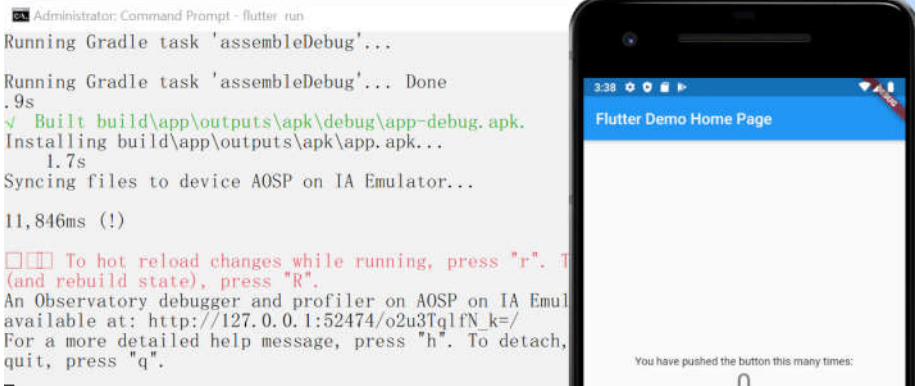 Administrator: Command Prompt - flutter run
Running Gradle task 'assembleDebug'...
Running Gradle task 'assembleDebug'... Done
.9s
√ Built build\app\outputs\apk\debug\app-debug.apk.
Installing build\app\outputs\apk\app.apk...
1.7s
Syncing files to device AOSP on IA Emulator...
11,846ms (!)
To hot reload changes while running, press "r". T
(and rebuild state), press "R".
An Observatory debugger and profiler on AOSP on IA Emul
available at: http://127.0.0.1:52474/o2u3TqlfN_k=/
For a more detailed help message, press "h". To detach,
quit, press "q".
3:38
DEBUG
Flutter Demo Home Page
You have pushed the button this many times:
0